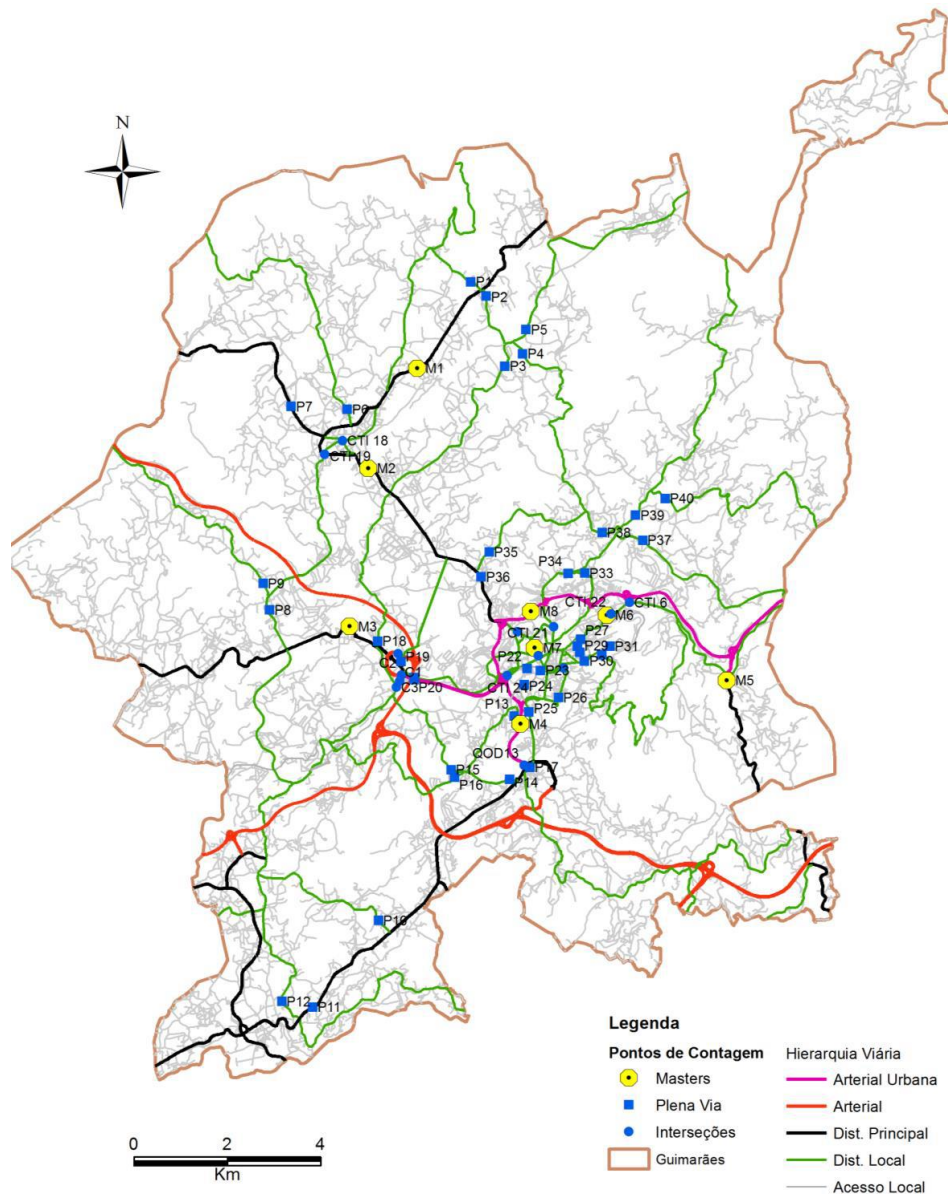 N
P1
P2
P5
P4
P3
M1
P7
P6
CTI 18
CTI 19
M2
P40
P39
P38
P37
P35
P34
P33
P36
P9
P8
CTI 22
CTI 6
M8
M6
M3
CTI 21
P27
P18
M7
P29
P31
P19
C2
P22
P30
C1
P23
M5
C3
P20
CTI 24
P24
P26
P13
P25
M4
QOD13
P15
P17
P16
P14
P10
P12
P11
Legenda
Pontos de Contagem
Hierarquia Viária
Masters
Arterial Urbana
Plena Via
Arterial
Interseções
Dist. Principal
Guimarães
Dist. Local
Acesso Local
0 2 4
Km